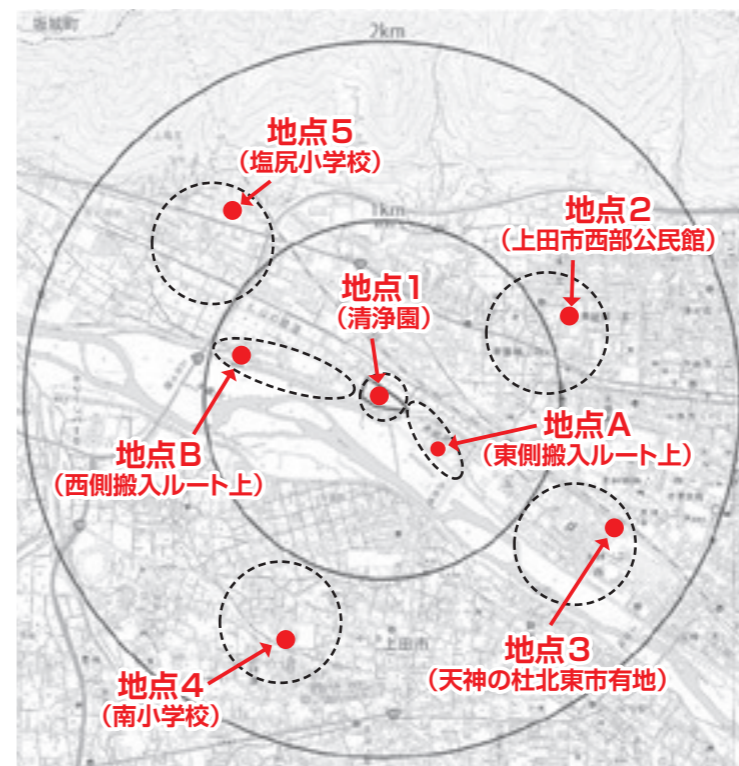 坂城町
2km
地点5
（塩尻小学校）
1km
地点2
（上田市西部公民館）
地点1
（清浄園）
地点B
（西側搬入ルート上）
地点A
（東側搬入ルート上）
地点3
（天神の杜北東市有地）
上田市
地点4
（南小学校）